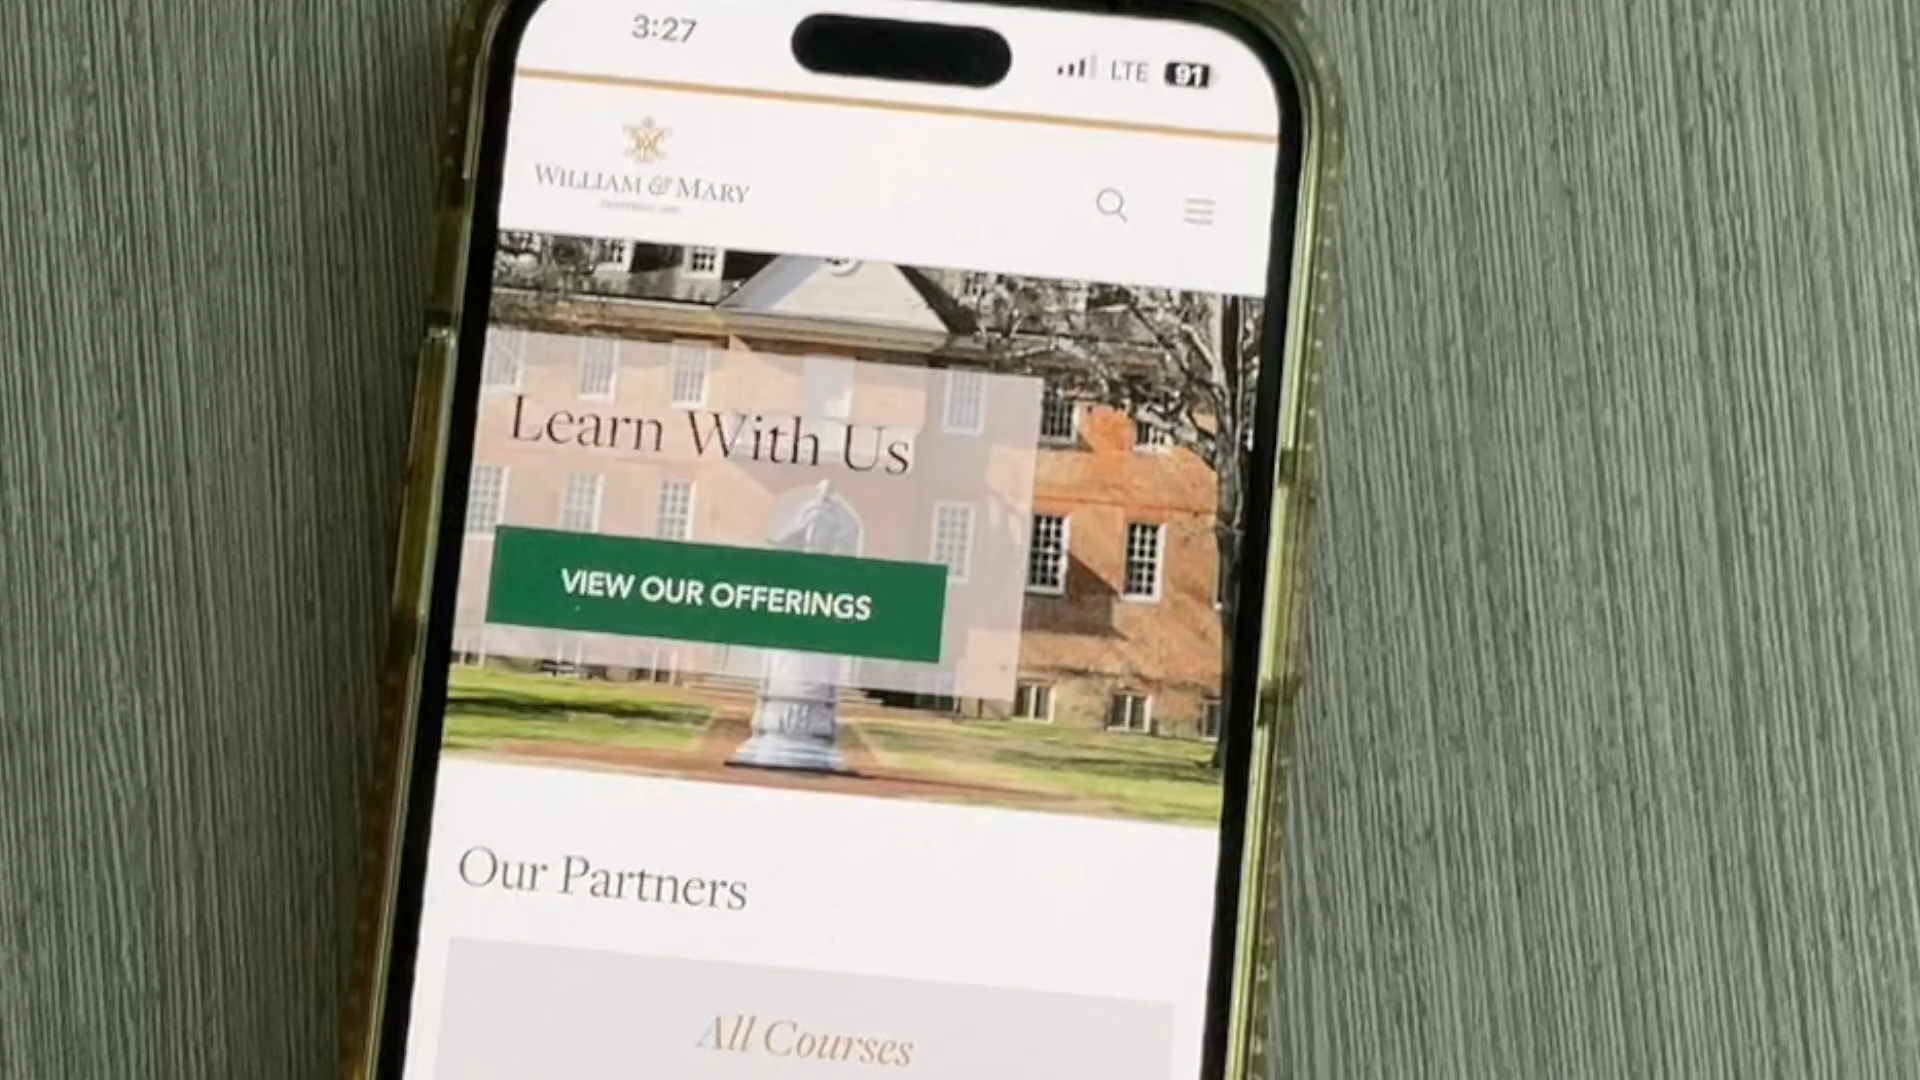 3:27
LTE 91
WILLIAM & MARY
Learn With Us
VIEW OUR OFFERINGS
Our Partners
All Courses